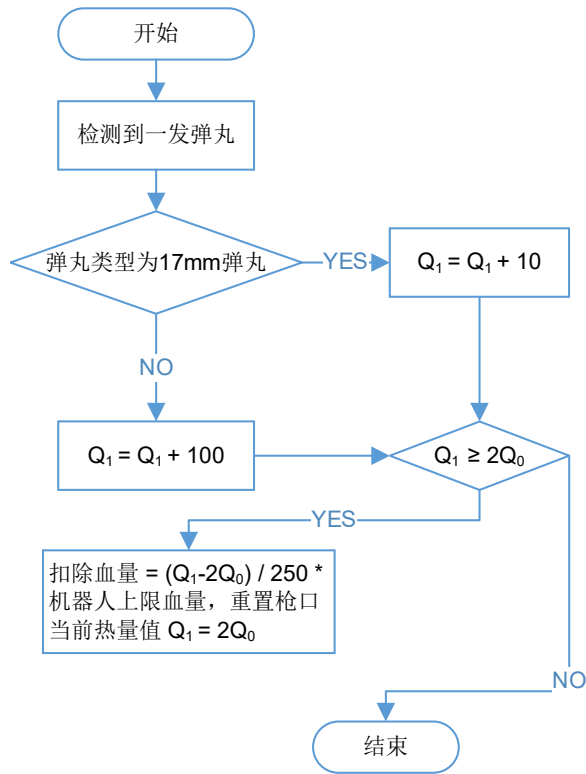 开始
检测到一发弹丸
弹丸类型为17mm弹丸
YES
Q₁ = Q₁ + 10
NO
Q₁ = Q₁ + 100
Q₁ ≥ 2Q₀
YES
扣除血量 = (Q₁-2Q₀) / 250 *
机器人上限血量，重置枪口
当前热量值 Q₁ = 2Q₀
NO
结束